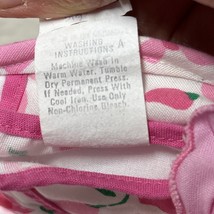 WASHING
INSTRUCTIONS
Machine Wash in
Warm Water. Tumble
Dry Permanent Press.
If Needed, Press with
Cool Iron. Use Only
Non-Chlorine Bleach